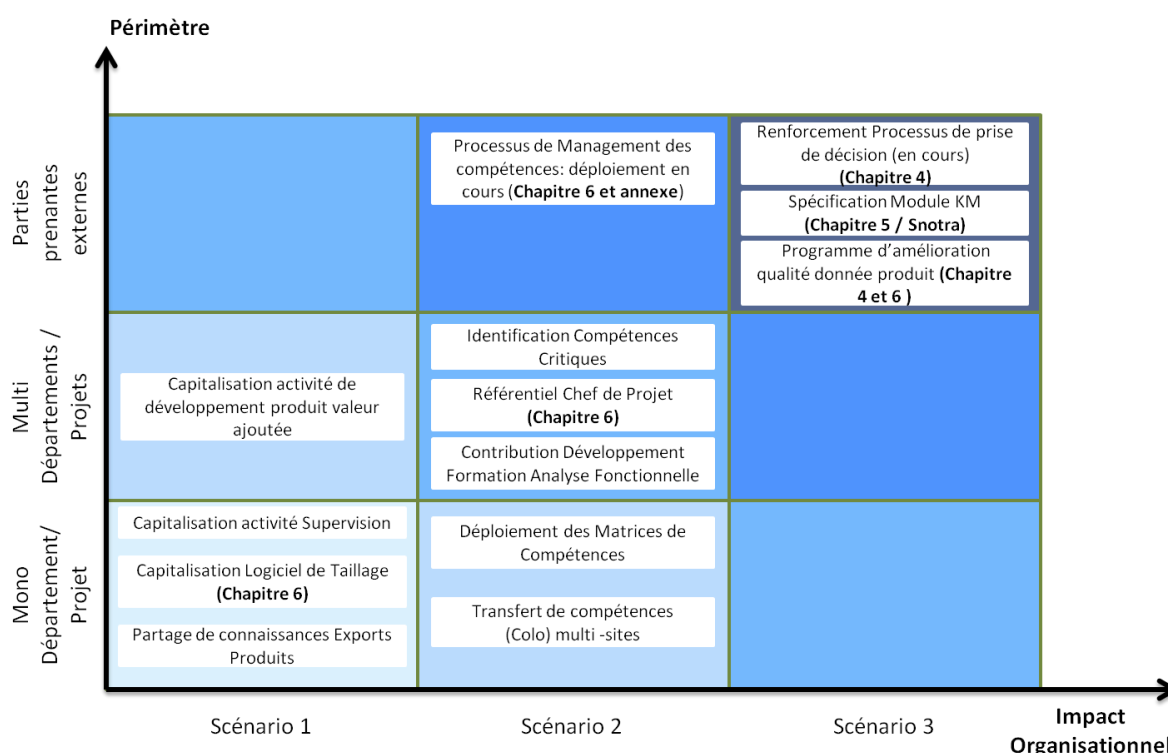 Périmètre
Parties
prenantes
externes
Processus de Management des
compétences: déploiement en
cours (Chapitre 6 et annexe)
Renforcement Processus de prise
de décision (en cours)
(Chapitre 4)
Spécification Module KM
(Chapitre 5 / Snotra)
Programme d’amélioration
qualité donnée produit (Chapitre
4 et 6 )
Multi
Départements /
Projets
Capitalisation activité de
développement produit valeur
ajoutée
Identification Compétences
Critiques
Référentiel Chef de Projet
(Chapitre 6)
Contribution Développement
Formation Analyse Fonctionnelle
Mono
Département/
Projet
Capitalisation activité Supervision
Capitalisation Logiciel de Taillage
(Chapitre 6)
Partage de connaissances Exports
Produits
Déploiement des Matrices de
Compétences
Transfert de compétences
(Colo) multi -sites
Scénario 1
Scénario 2
Scénario 3
Impact
Organisationnel